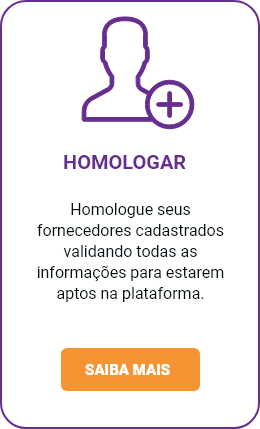 HOMOLOGAR
Homologue seus
fornecedores cadastrados
validando todas as
informações para estarem
aptos na plataforma.
SAIBA MAIS